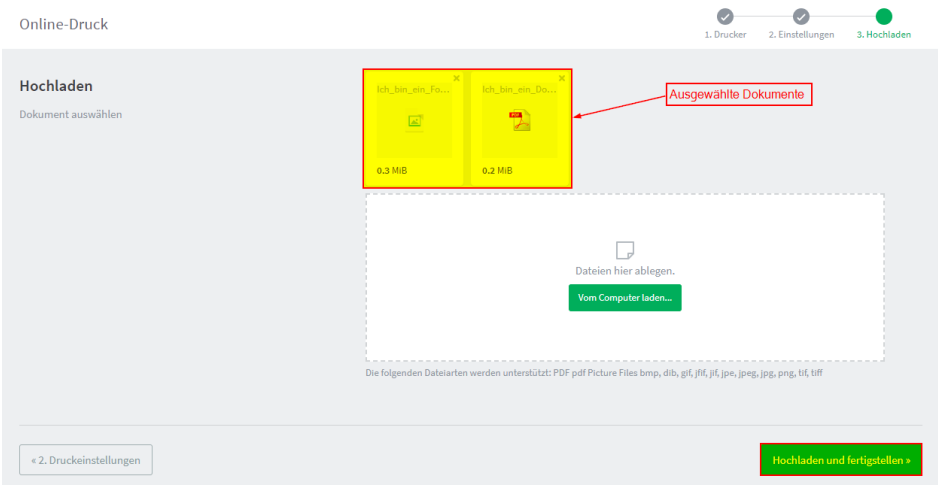 Online-Druck
1. Drucker
2. Einstellungen
3. Hochladen
Hochladen
Dokument auswählen
Ich_bin_ein_Fo...
Ich_bin_ein_Do...
Ausgewählte Dokumente
PDF
0.3 MiB
0.2 MiB
Dateien hier ablegen.
Vom Computer laden...
Die folgenden Dateiarten werden unterstützt: PDF pdf Picture Files bmp, dib, gif, jfif, jif, jpe, jpeg, jpg, png, tif, tiff
« 2. Druckeinstellungen
Hochladen und fertigstellen »